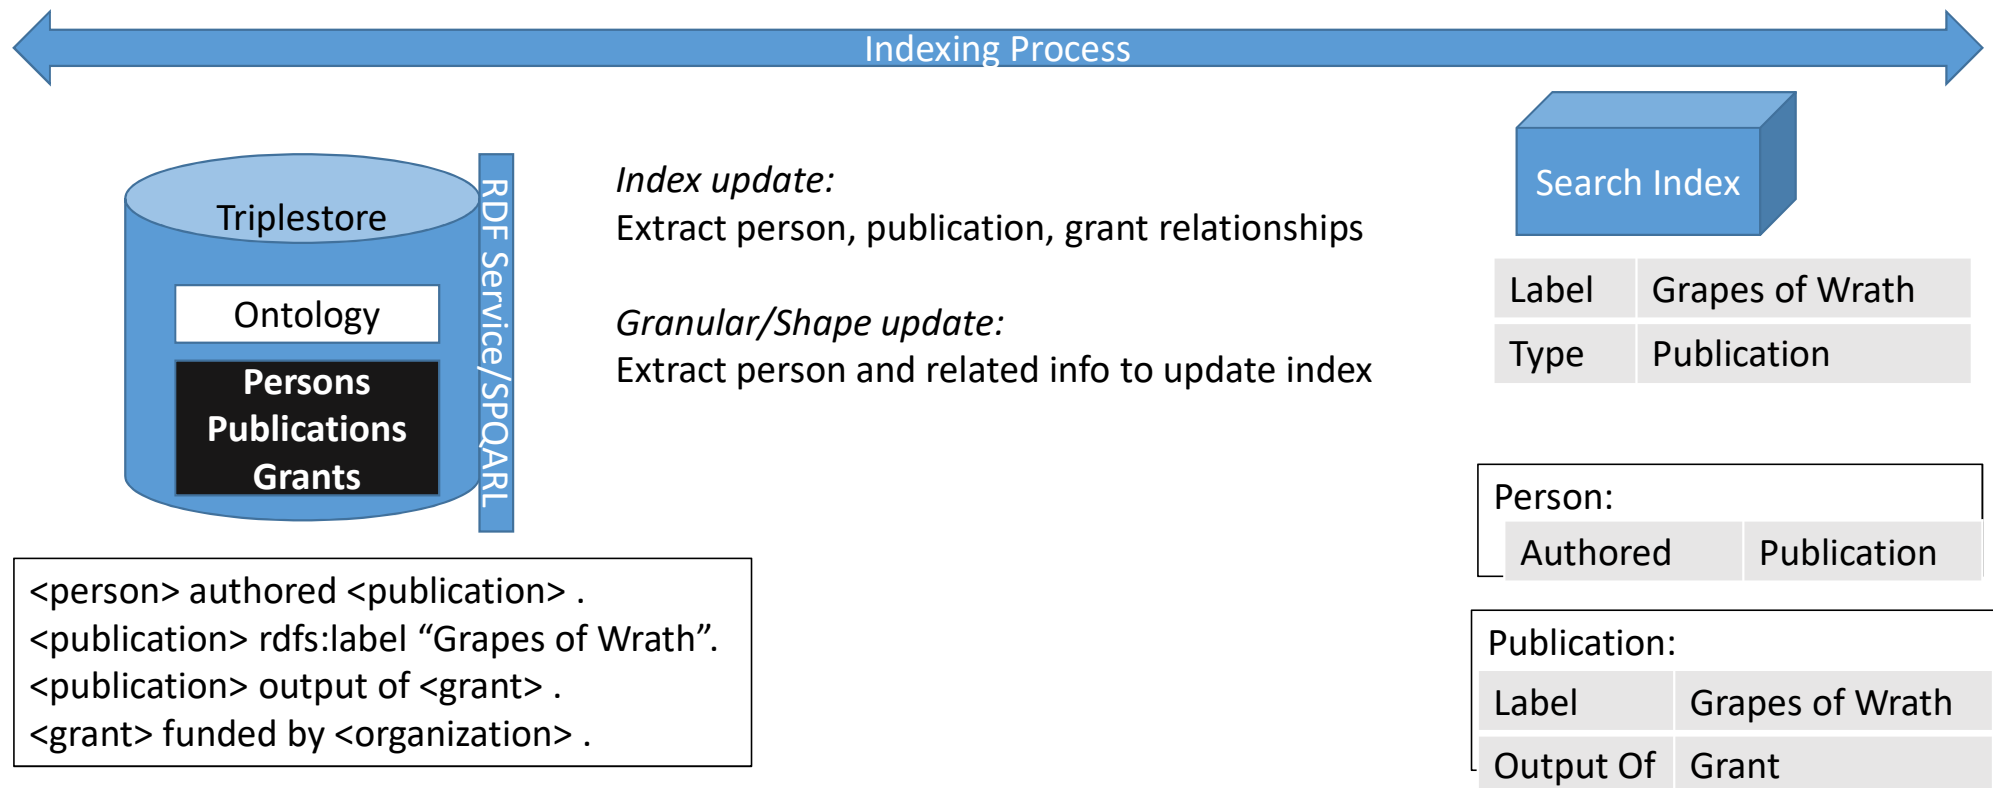 Indexing Process
Triplestore
Ontology
Persons
Publications
Grants
RDF Service/SPQARL
<person> authored <publication> .
<publication> rdfs:label “Grapes of Wrath”.
<publication> output of <grant> .
<grant> funded by <organization> .
Index update:
Extract person, publication, grant relationships
Granular/Shape update:
Extract person and related info to update index
Search Index
Label Grapes of Wrath
Type Publication
Person:
Authored Publication
Publication:
Label Grapes of Wrath
Output Of Grant